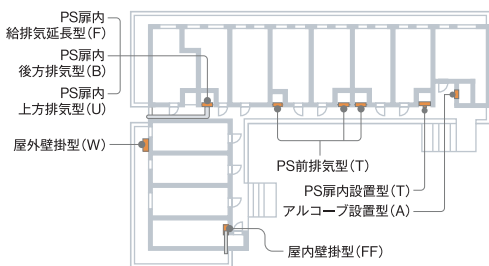 PS扉内
給排気延長型(F)
PS扉内
後方排気型(B)
PS扉内
上方排気型(U)
屋外壁掛型(W)
PS前排気型(T)
PS扉内設置型(T)
アルコーブ設置型(A)
屋内壁掛型(FF)